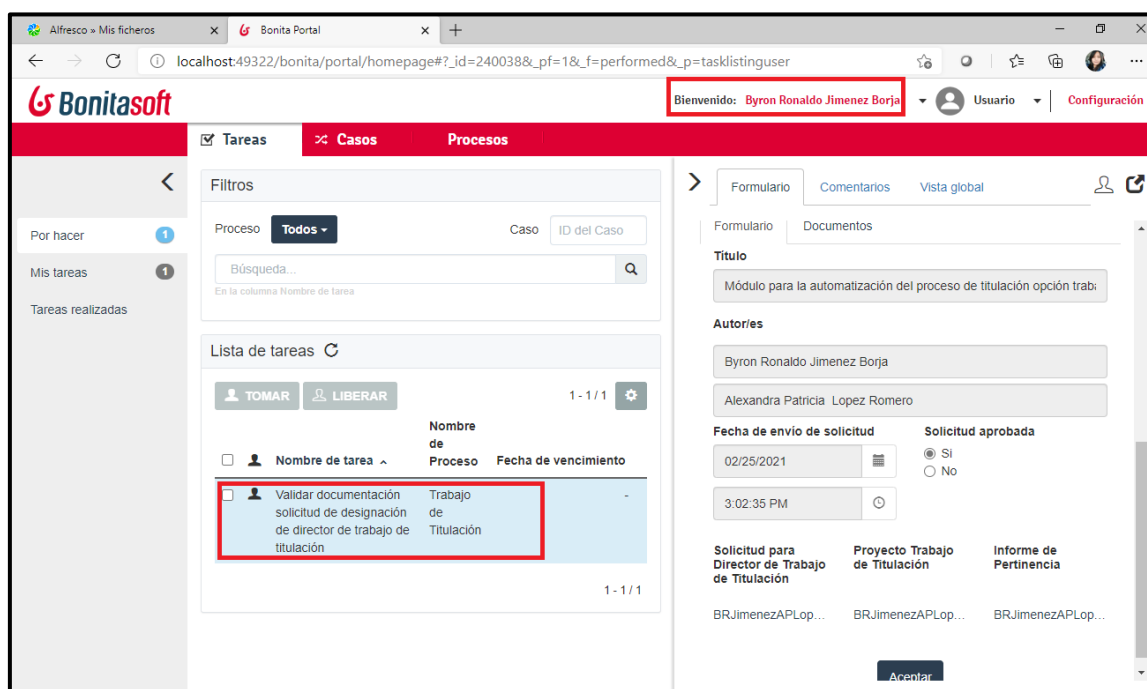 Alfresco » Mis ficheros
Bonita Portal
localhost:49322/bonita/portal/homepage#?_id=240038&_pf=1&_f=performed&_p=tasklistinguser
Bonitasoft
Bienvenido: Byron Ronaldo Jimenez Borja
Usuario
Configuración
Tareas
Casos
Procesos
Por hacer 1
Mis tareas 1
Tareas realizadas
Filtros
Proceso Todos Caso ID del Caso
Búsqueda...
En la columna Nombre de tarea
Lista de tareas
TOMAR LIBERAR 1 - 1 / 1
Nombre de tarea
Nombre
de
Proceso
Fecha de vencimiento
Validar documentación
solicitud de designación
de director de trabajo de
titulación
Trabajo
de
Titulación
-
1 - 1 / 1
Formulario Comentarios Vista global
Formulario Documentos
Título
Módulo para la automatización del proceso de titulación opción traba
Autor/es
Byron Ronaldo Jimenez Borja
Alexandra Patricia Lopez Romero
Fecha de envio de solicitud
02/25/2021
3:02:35 PM
Solicitud aprobada
Si
No
Solicitud para
Director de Trabajo
de Titulación
Proyecto Trabajo
de Titulación
Informe de
Pertinencia
BRJimenezAPLop... BRJimenezAPLop... BRJimenezAPLop...
Aceptar